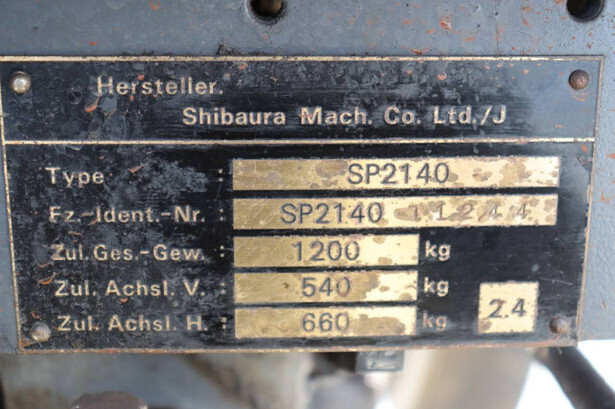 Hersteller.
Shibaura Mach. Co. Ltd./J
Type : SP2140
Fz.-Ident.-Nr. : SP2140 11244
Zul. Ges.-Gew. : 1200 kg
Zul. Achsl. V. : 540 kg
Zul. Achsl. H. : 660 kg 2.4